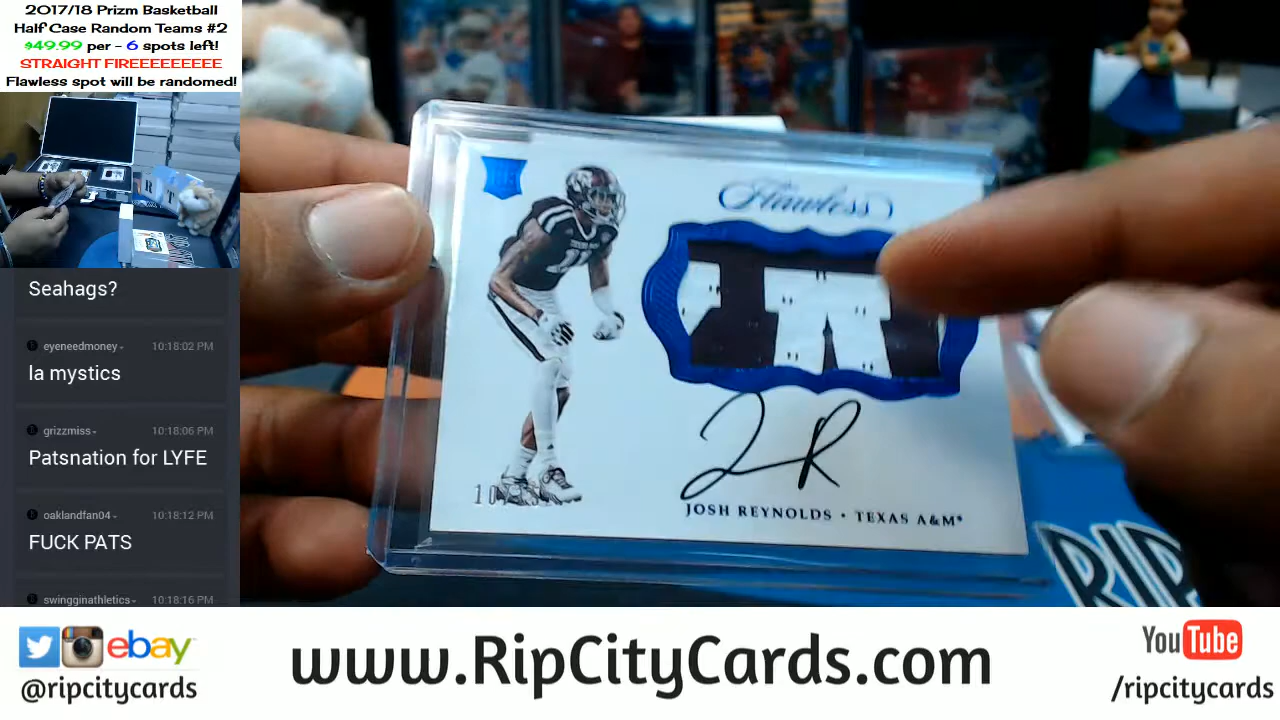 2017/18 Prizm Basketball
Half Case Random Teams #2
$49.99 per - 6 spots left!
STRAIGHT FIREEEEEEEEE
Flawless spot will be randomed!
Seahags?
eyeneedmoney
10:18:02 PM
la mystics
grizzmiss
10:18:06 PM
Patsnation for LYFE
oaklandfan04
10:18:12 PM
FUCK PATS
swingginathletics
10:18:16 PM
Flawless
JOSH REYNOLDS • TEXAS A&M®
RIP
ebay
@ripcitycards
www.RipCityCards.com
YouTube
/ripcitycards